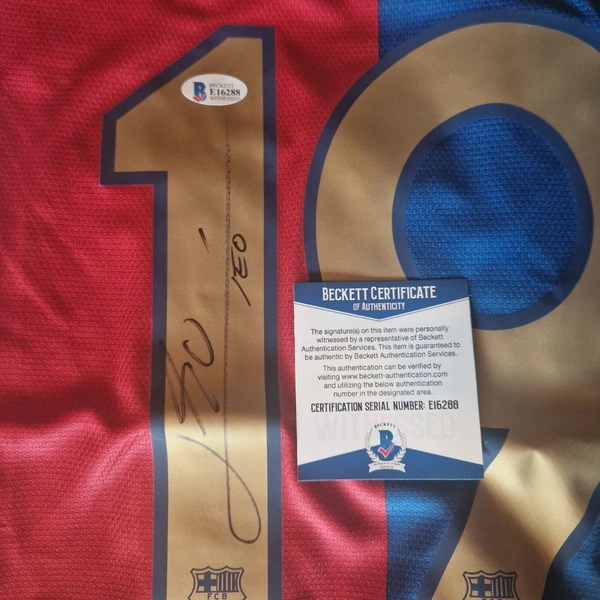 19
BECKETT
E16288
WITNESSED
BECKETT CERTIFICATE
OF AUTHENTICITY
The signature(s) on this item were personally
witnessed by a representative of Beckett
Authentication Services. This item is guaranteed to
be authentic by Beckett Authentication Services.
This authentication can be verified by
visiting www.beckett-authentication.com
and utilizing the below authentication
number in the designated area.
CERTIFICATION SERIAL NUMBER: E16288
WITNESSED
BECKETT
B
FCB